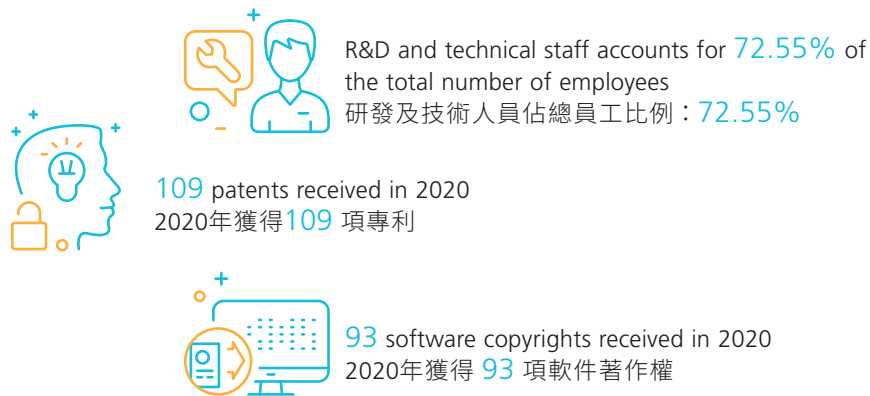 R&D and technical staff accounts for 72.55% of
the total number of employees
研發及技術人員佔總員工比例：72.55%
109 patents received in 2020
2020年獲得109 項專利
93 software copyrights received in 2020
2020年獲得 93 項軟件著作權